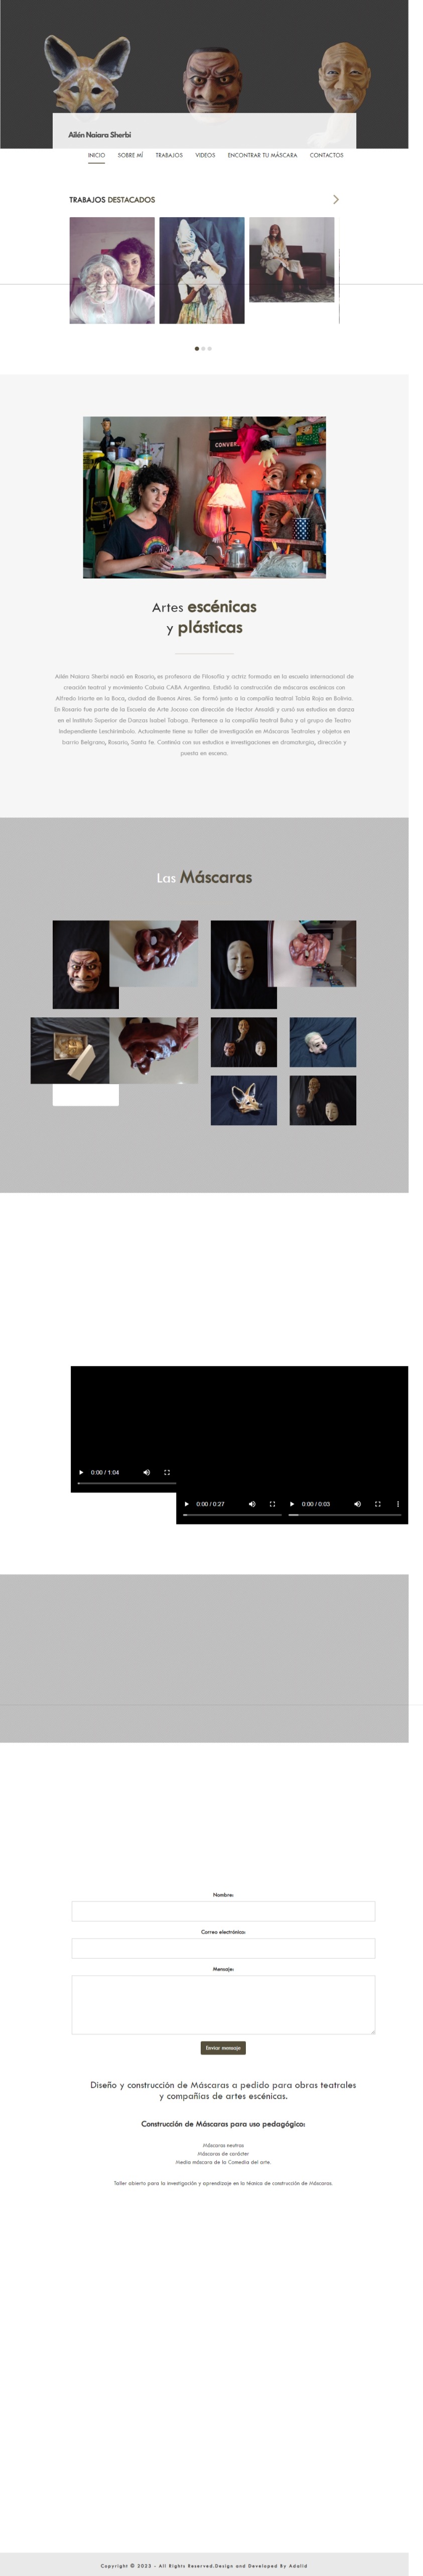 Ailén Naiara Sherbi
INICIO SOBRE MÍ TRABAJOS VIDEOS ENCONTRAR TU MÁSCARA CONTACTOS
TRABAJOS DESTACADOS
CONVER
Artes escénicas
y plásticas
Ailén Naiara Sherbi nació en Rosario, es profesora de Filosofía y actriz formada en la escuela internacional de
creación teatral y movimiento Cabuia CABA Argentina. Estudió la construcción de máscaras escénicas con
Alfredo Iriarte en la Boca, ciudad de Buenos Aires. Se formó junto a la compañía teatral Tabla Roja en Bolivia.
En Rosario fue parte de la Escuela de Arte Jocoso con dirección de Hector Ansaldi y cursó sus estudios en danza
en el Instituto Superior de Danzas Isabel Taboga. Pertenece a la compañía teatral Buha y al grupo de Teatro
Independiente Leschirimbolo. Actualmente tiene su taller de investigación en Máscaras Teatrales y objetos en
barrio Belgrano, Rosario, Santa Fe. Continúa con sus estudios e investigaciones en dramaturgia, dirección y
puesta en escena.
Las Máscaras
0:00 / 1:04
0:00 / 0:27 0:00 / 0:03
Nombre:
Correo electrónico:
Mensaje:
Enviar mensaje
Diseño y construcción de Máscaras a pedido para obras teatrales
y compañías de artes escénicas.
Construcción de Máscaras para uso pedagógico:
Máscaras neutras
Máscaras de carácter
Media máscara de la Comedia del arte.
Taller abierto para la investigación y aprendizaje en la técnica de construcción de Máscaras.
Copyright © 2023 - All Rights Reserved.Design and Developed By Adalid